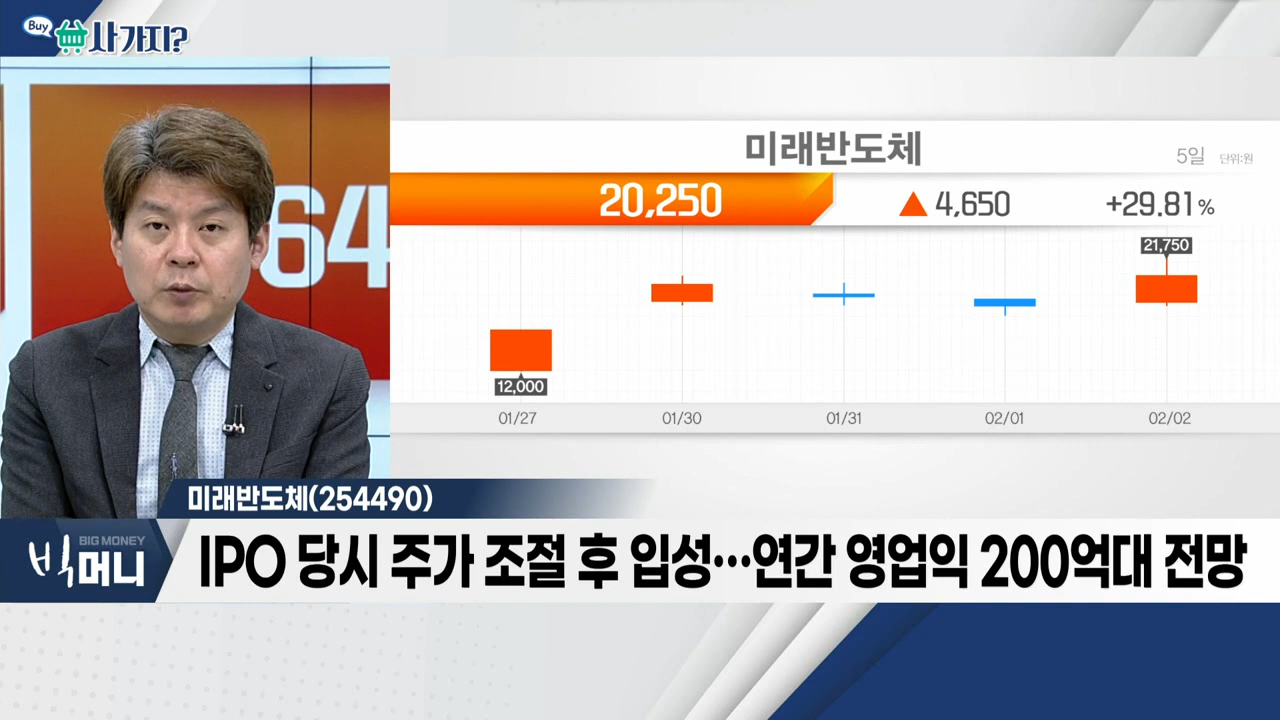 Buy
사가지?
64
미래반도체
5일 단위:원
20,250 ▲ 4,650 +29.81%
21,750
12,000
01/27 01/30 01/31 02/01 02/02
미래반도체(254490)
BIG MONEY
빅머니
IPO 당시 주가 조절 후 입성…연간 영업익 200억대 전망